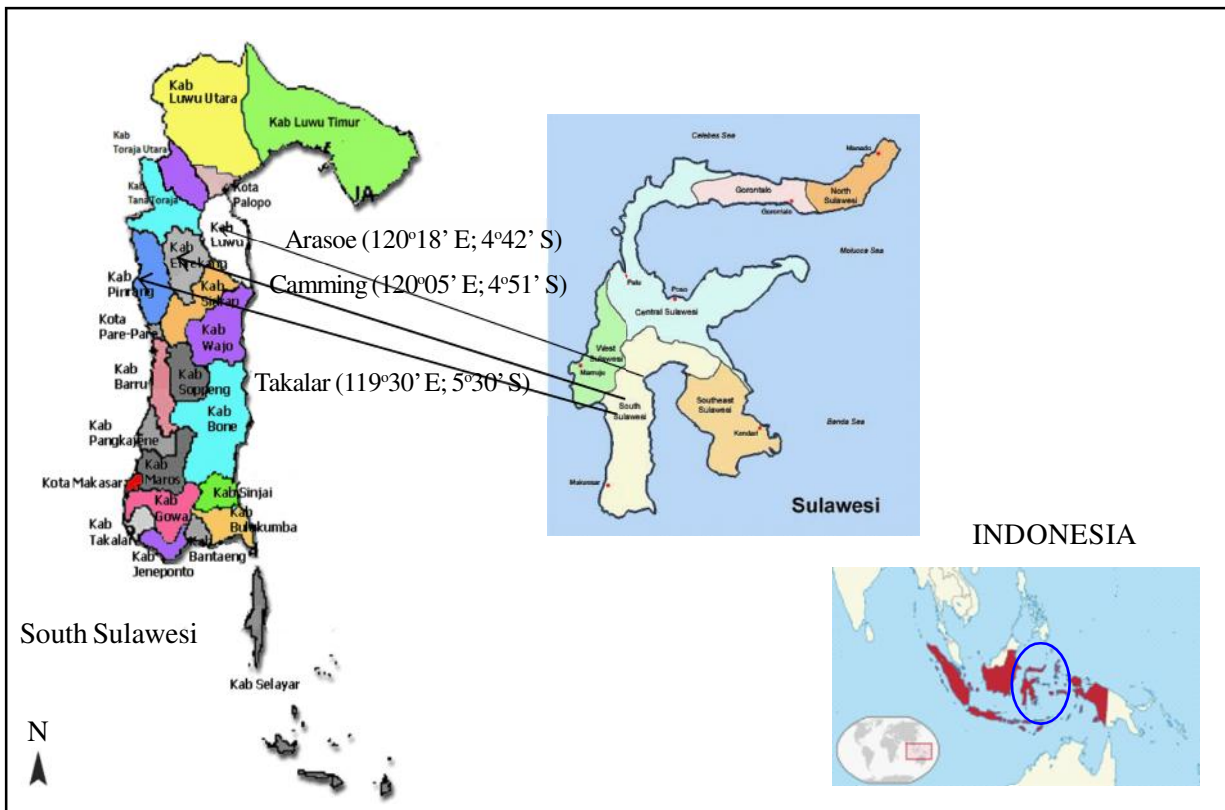 Kab
Luwu Utara
Kab Luwu Timur
Kab
Toraja Utara
Kab
Tana Toraja
Kota
Palopo
Kab
Luwu
Kab
Enrekang
Kab
Pinrang
Kab
Sidrap
Kota
Pare-Pare
Kab
Wajo
Kab
Barru
Kab
Soppeng
Kab
Bone
Kab
Pangkajene
Kab
Maros
Kota Makasara
Kab Sinjai
Kab
Gowa
Kab
Bulukumba
Kab
Takalar
Kab
Bantaeng
Kab
Jeneponto
Kab Selayar
South Sulawesi
N
Arasoe (120°18’ E; 4°42’ S)
Camming (120°05’ E; 4°51’ S)
Takalar (119°30’ E; 5°30’ S)
Celebes Sea
Manado
Gorontalo
North
Sulawesi
Gorontalo
Molucca Sea
Palu
Poso
Central Sulawesi
West
Sulawesi
Mamuju
South
Sulawesi
Southeast
Sulawesi
Kendari
Banda Sea
Makassar
Sulawesi
INDONESIA